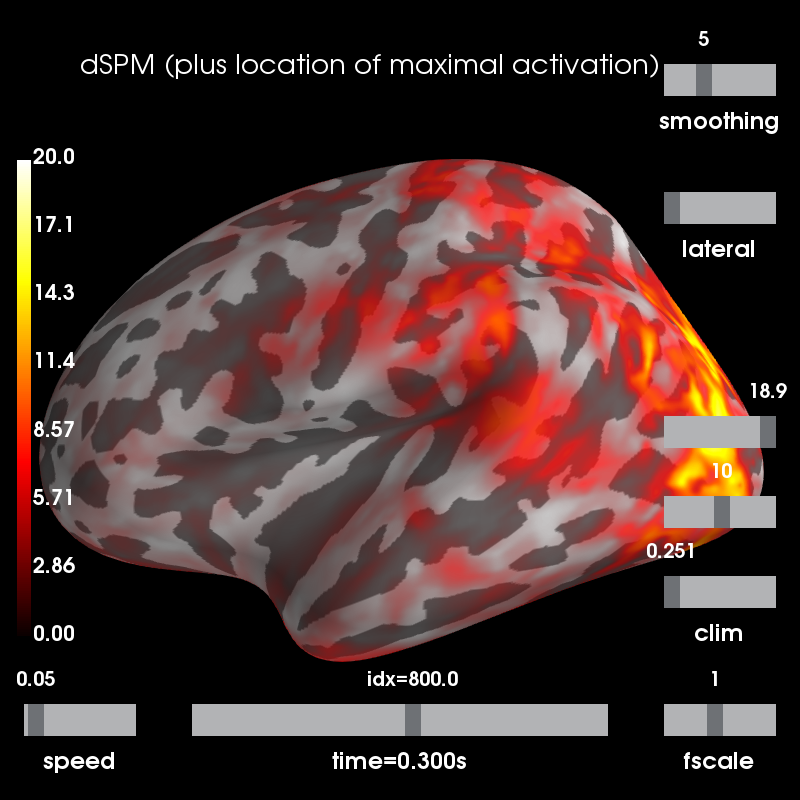 dSPM (plus location of maximal activation)
5
smoothing
lateral
20.0
17.1
14.3
11.4
8.57
5.71
2.86
0.00
18.9
10
0.251
clim
0.05
speed
idx=800.0
time=0.300s
1
fscale